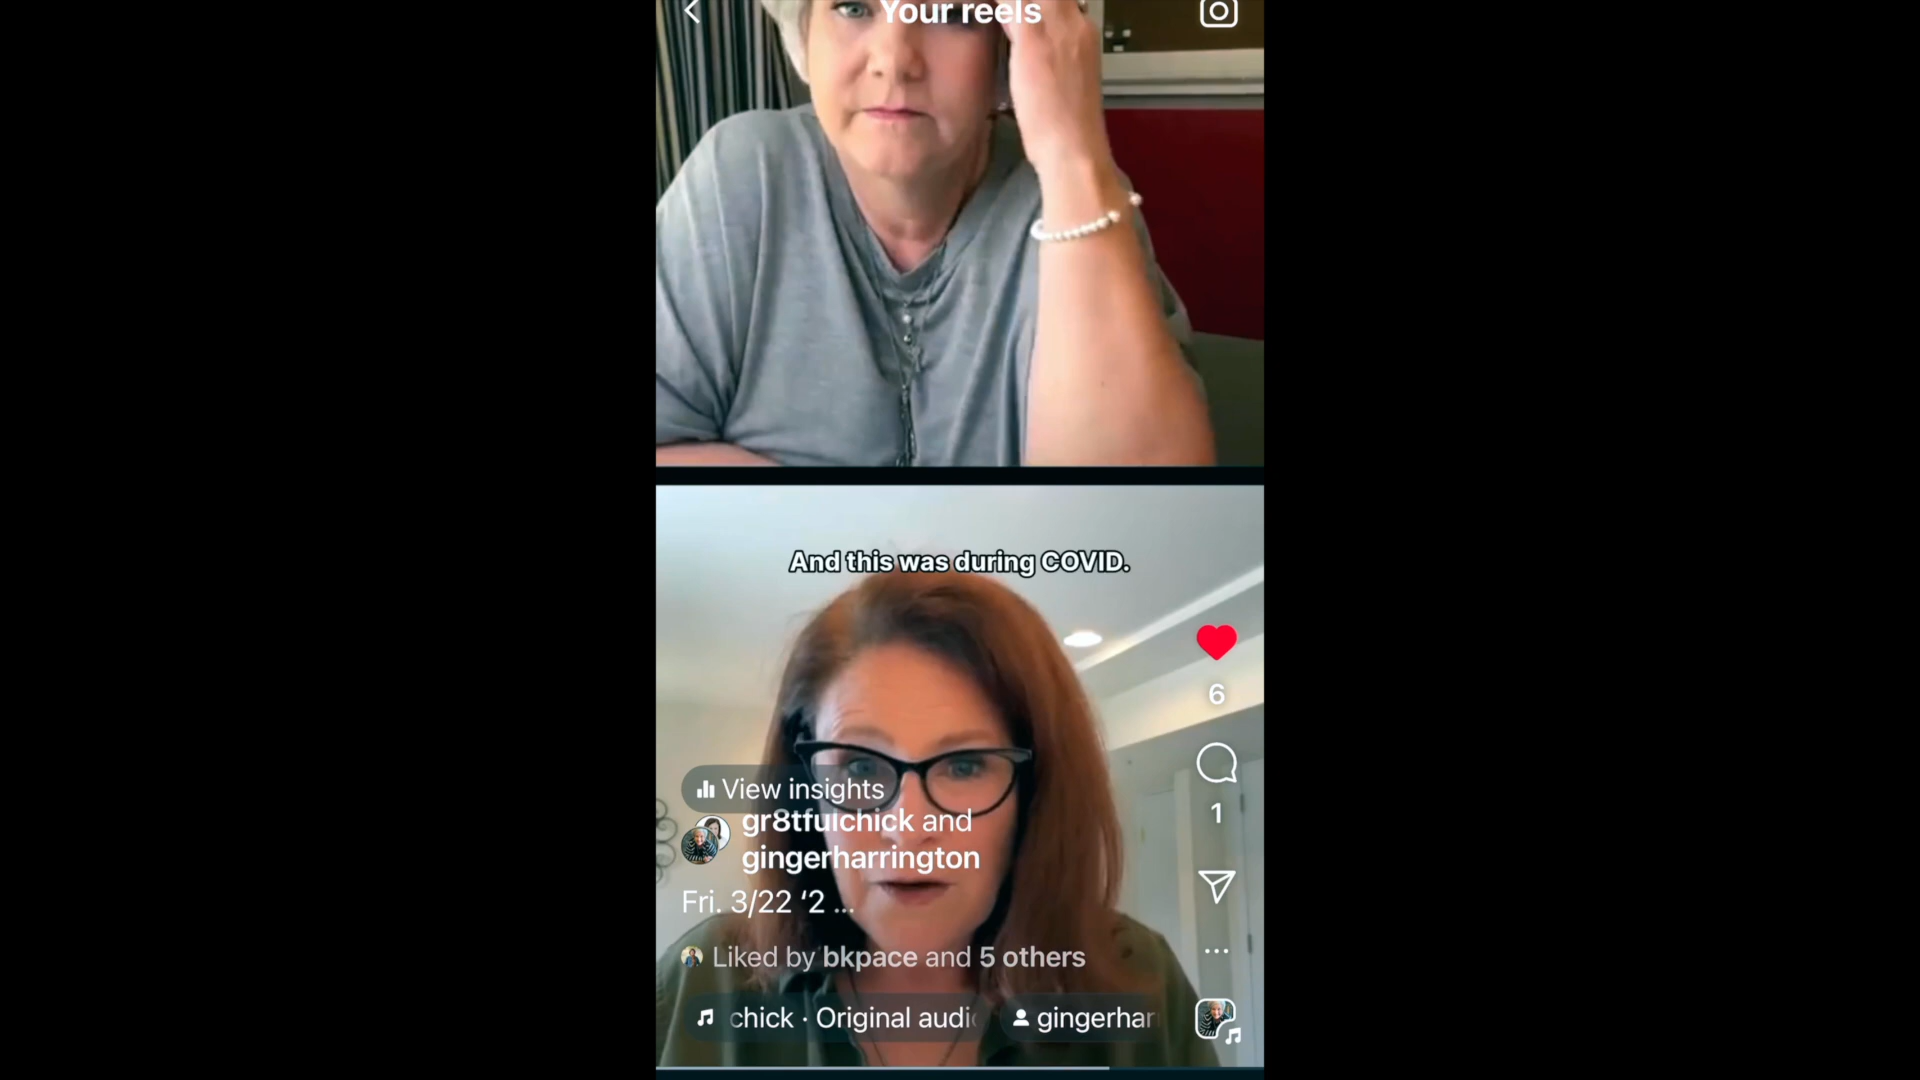 Your reels
And this was during COVID.
6
View insights
1
gr8tfulchick and
gingerharrington
Fri. 3/22 ‘2 ...
Liked by bkpace and 5 others
chick · Original audi
gingerhar